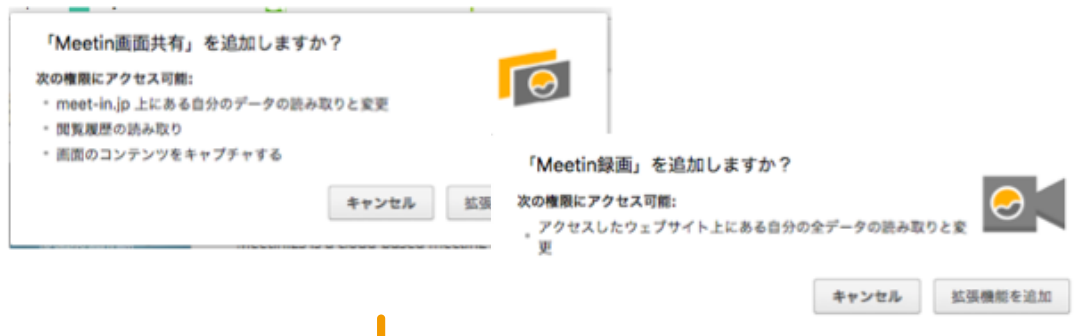 「Meetin画面共有」を追加しますか？
次の権限にアクセス可能:
・ meet-in.jp 上にある自分のデータの読み取りと変更
・ 閲覧履歴の読み取り
・ 画面のコンテンツをキャプチャする
キャンセル 拡張
「Meetin録画」を追加しますか？
次の権限にアクセス可能:
・ アクセスしたウェブサイト上にある自分の全データの読み取りと変
更
キャンセル 拡張機能を追加